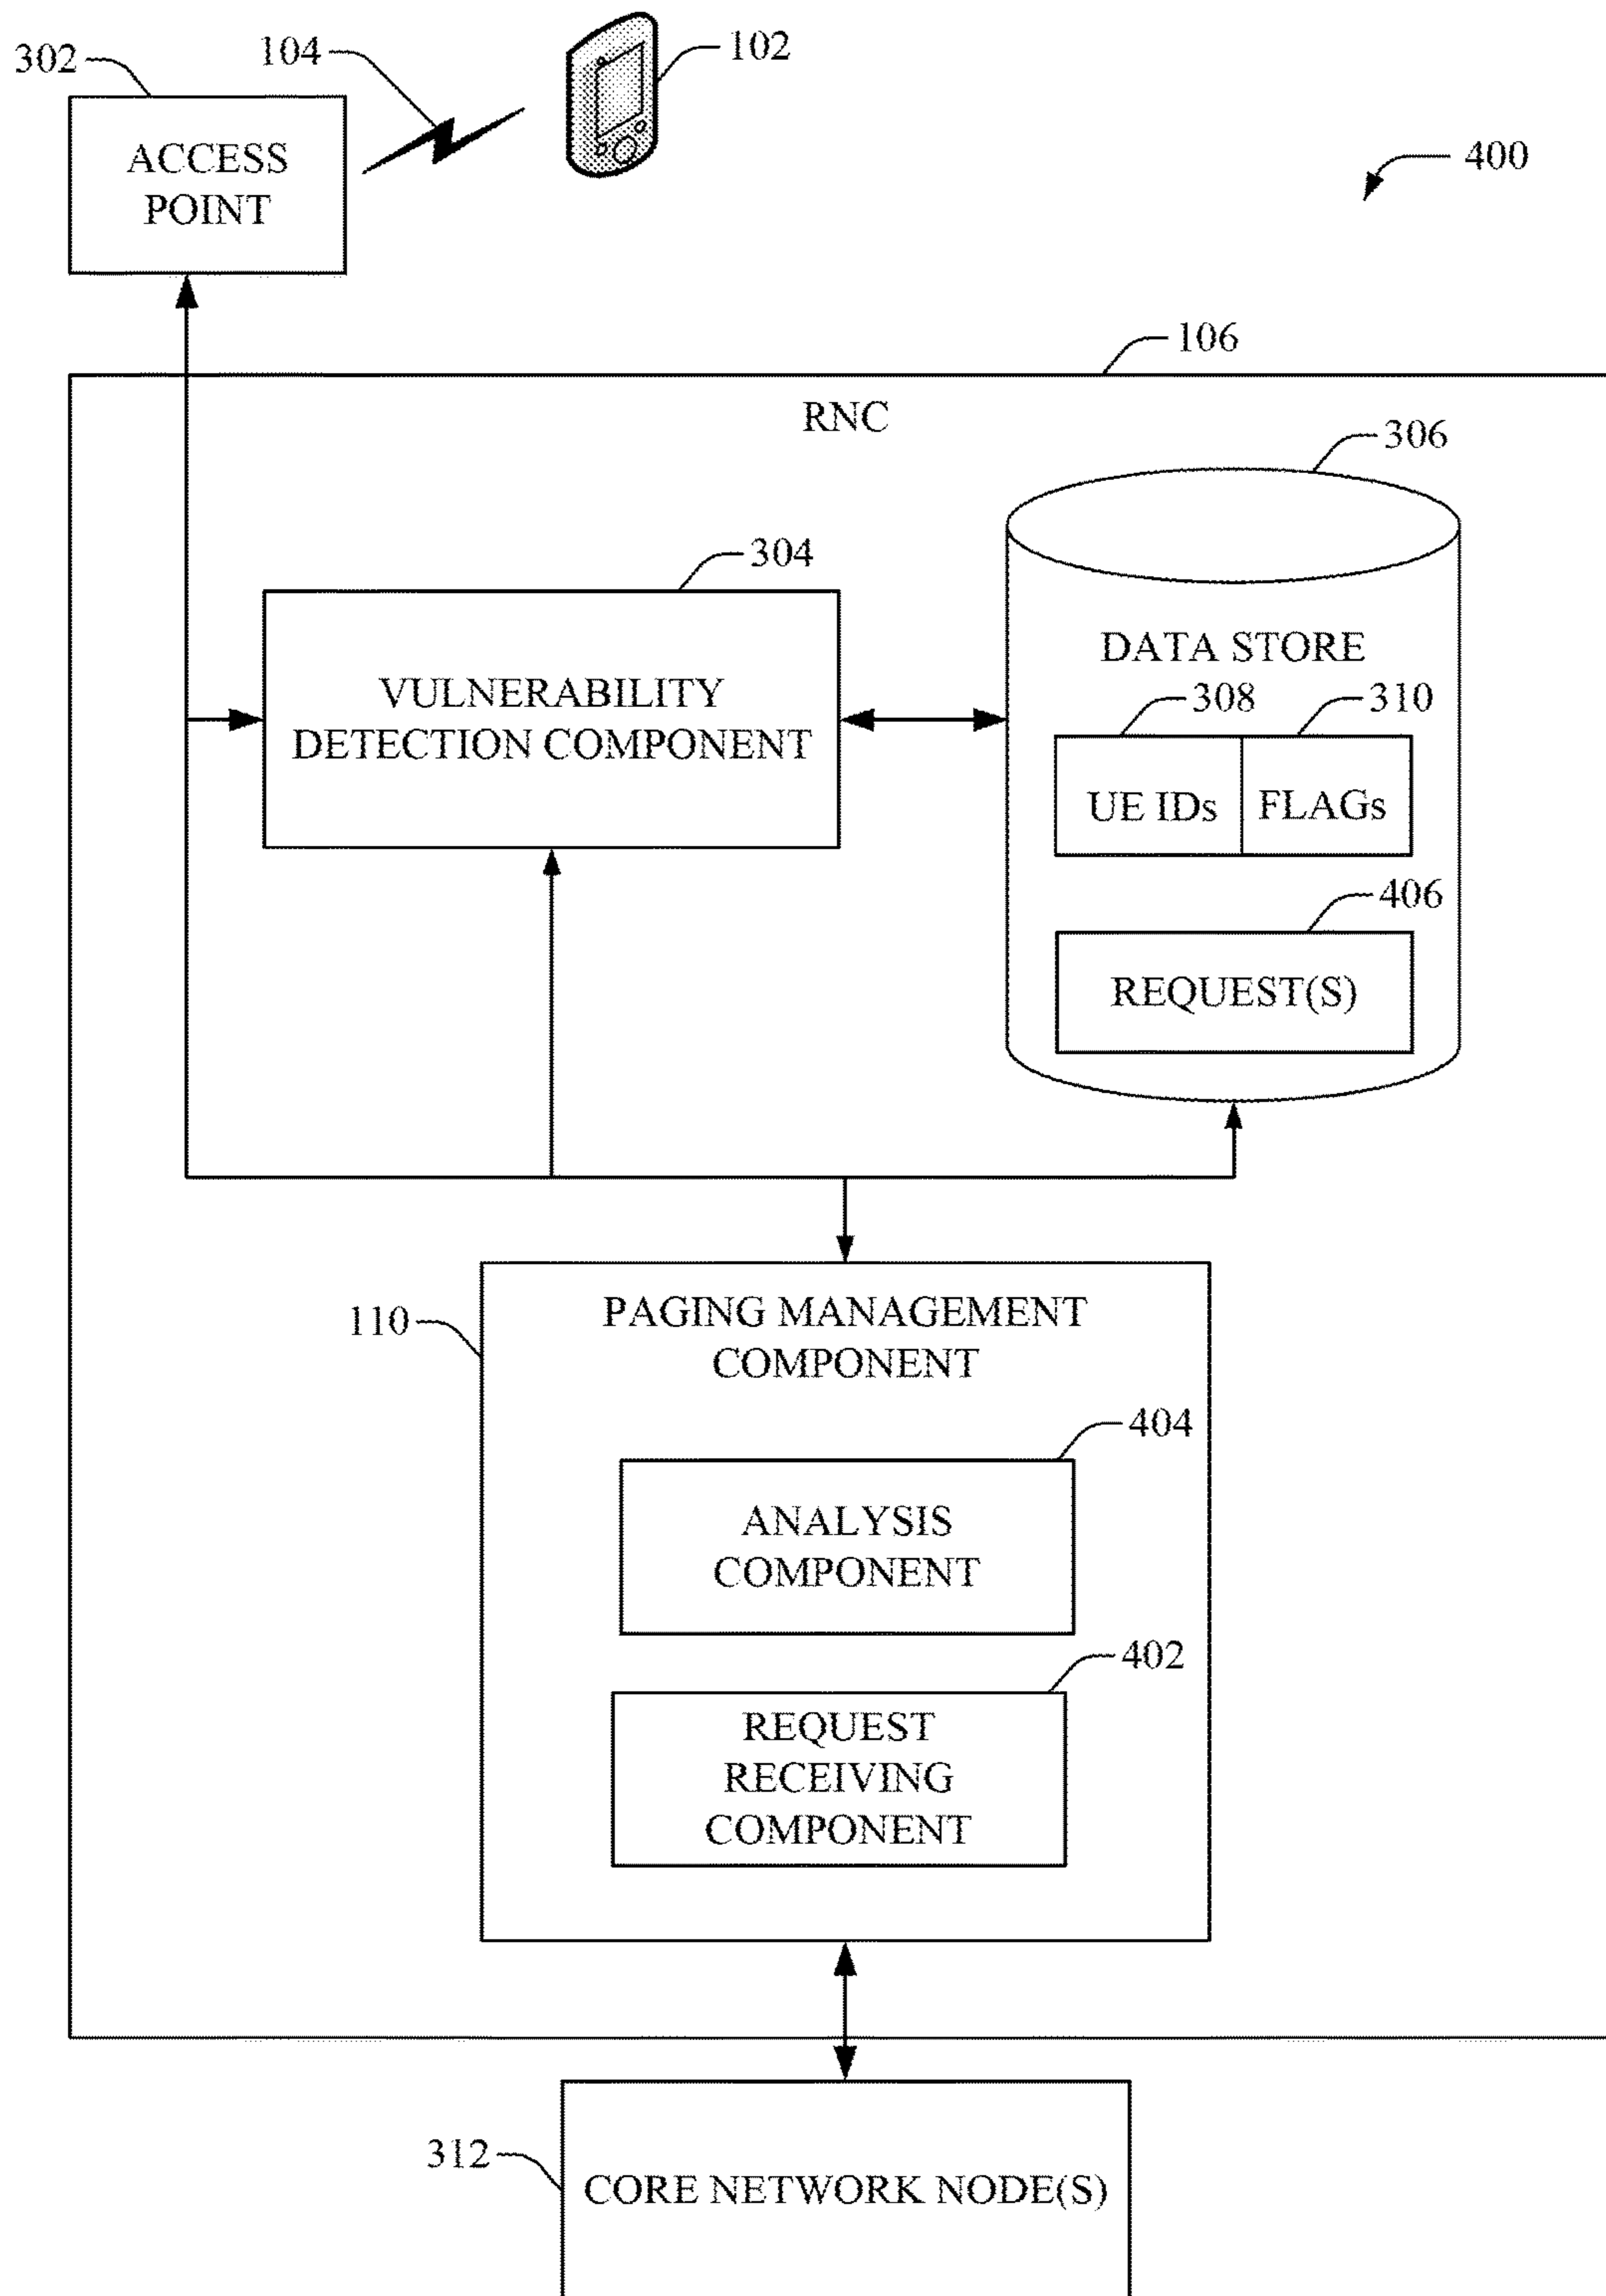 302
104
102
ACCESS
POINT
400
106
RNC
306
304
DATA STORE
VULNERABILITY
DETECTION COMPONENT
308
310
UE IDs
FLAGs
406
REQUEST(S)
110
PAGING MANAGEMENT
COMPONENT
404
ANALYSIS
COMPONENT
402
REQUEST
RECEIVING
COMPONENT
312
CORE NETWORK NODE(S)